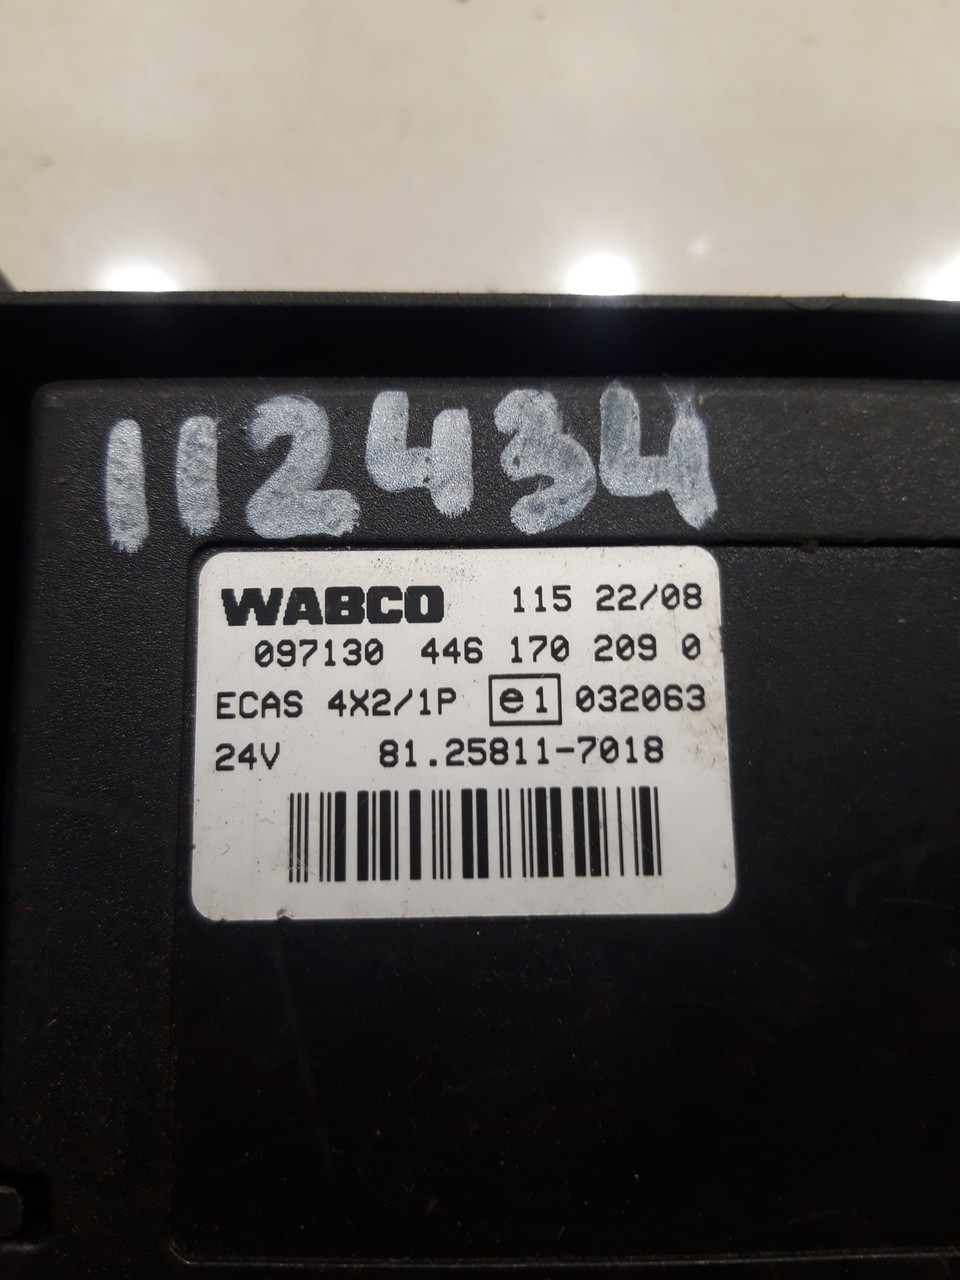 112434
WABCO 115 22/08
097130 446 170 209 0
ECAS 4X2/1P e1 032063
24V 81.25811-7018